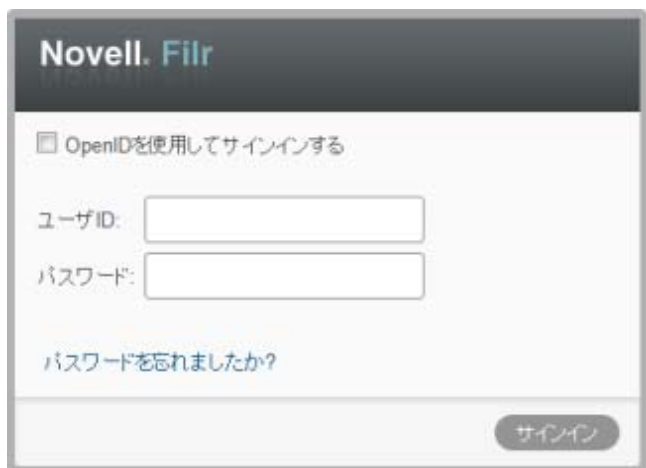 Novell. Filr
OpenIDを使用してサインインする
ユーザID:
パスワード:
パスワードを忘れましたか?
サインイン